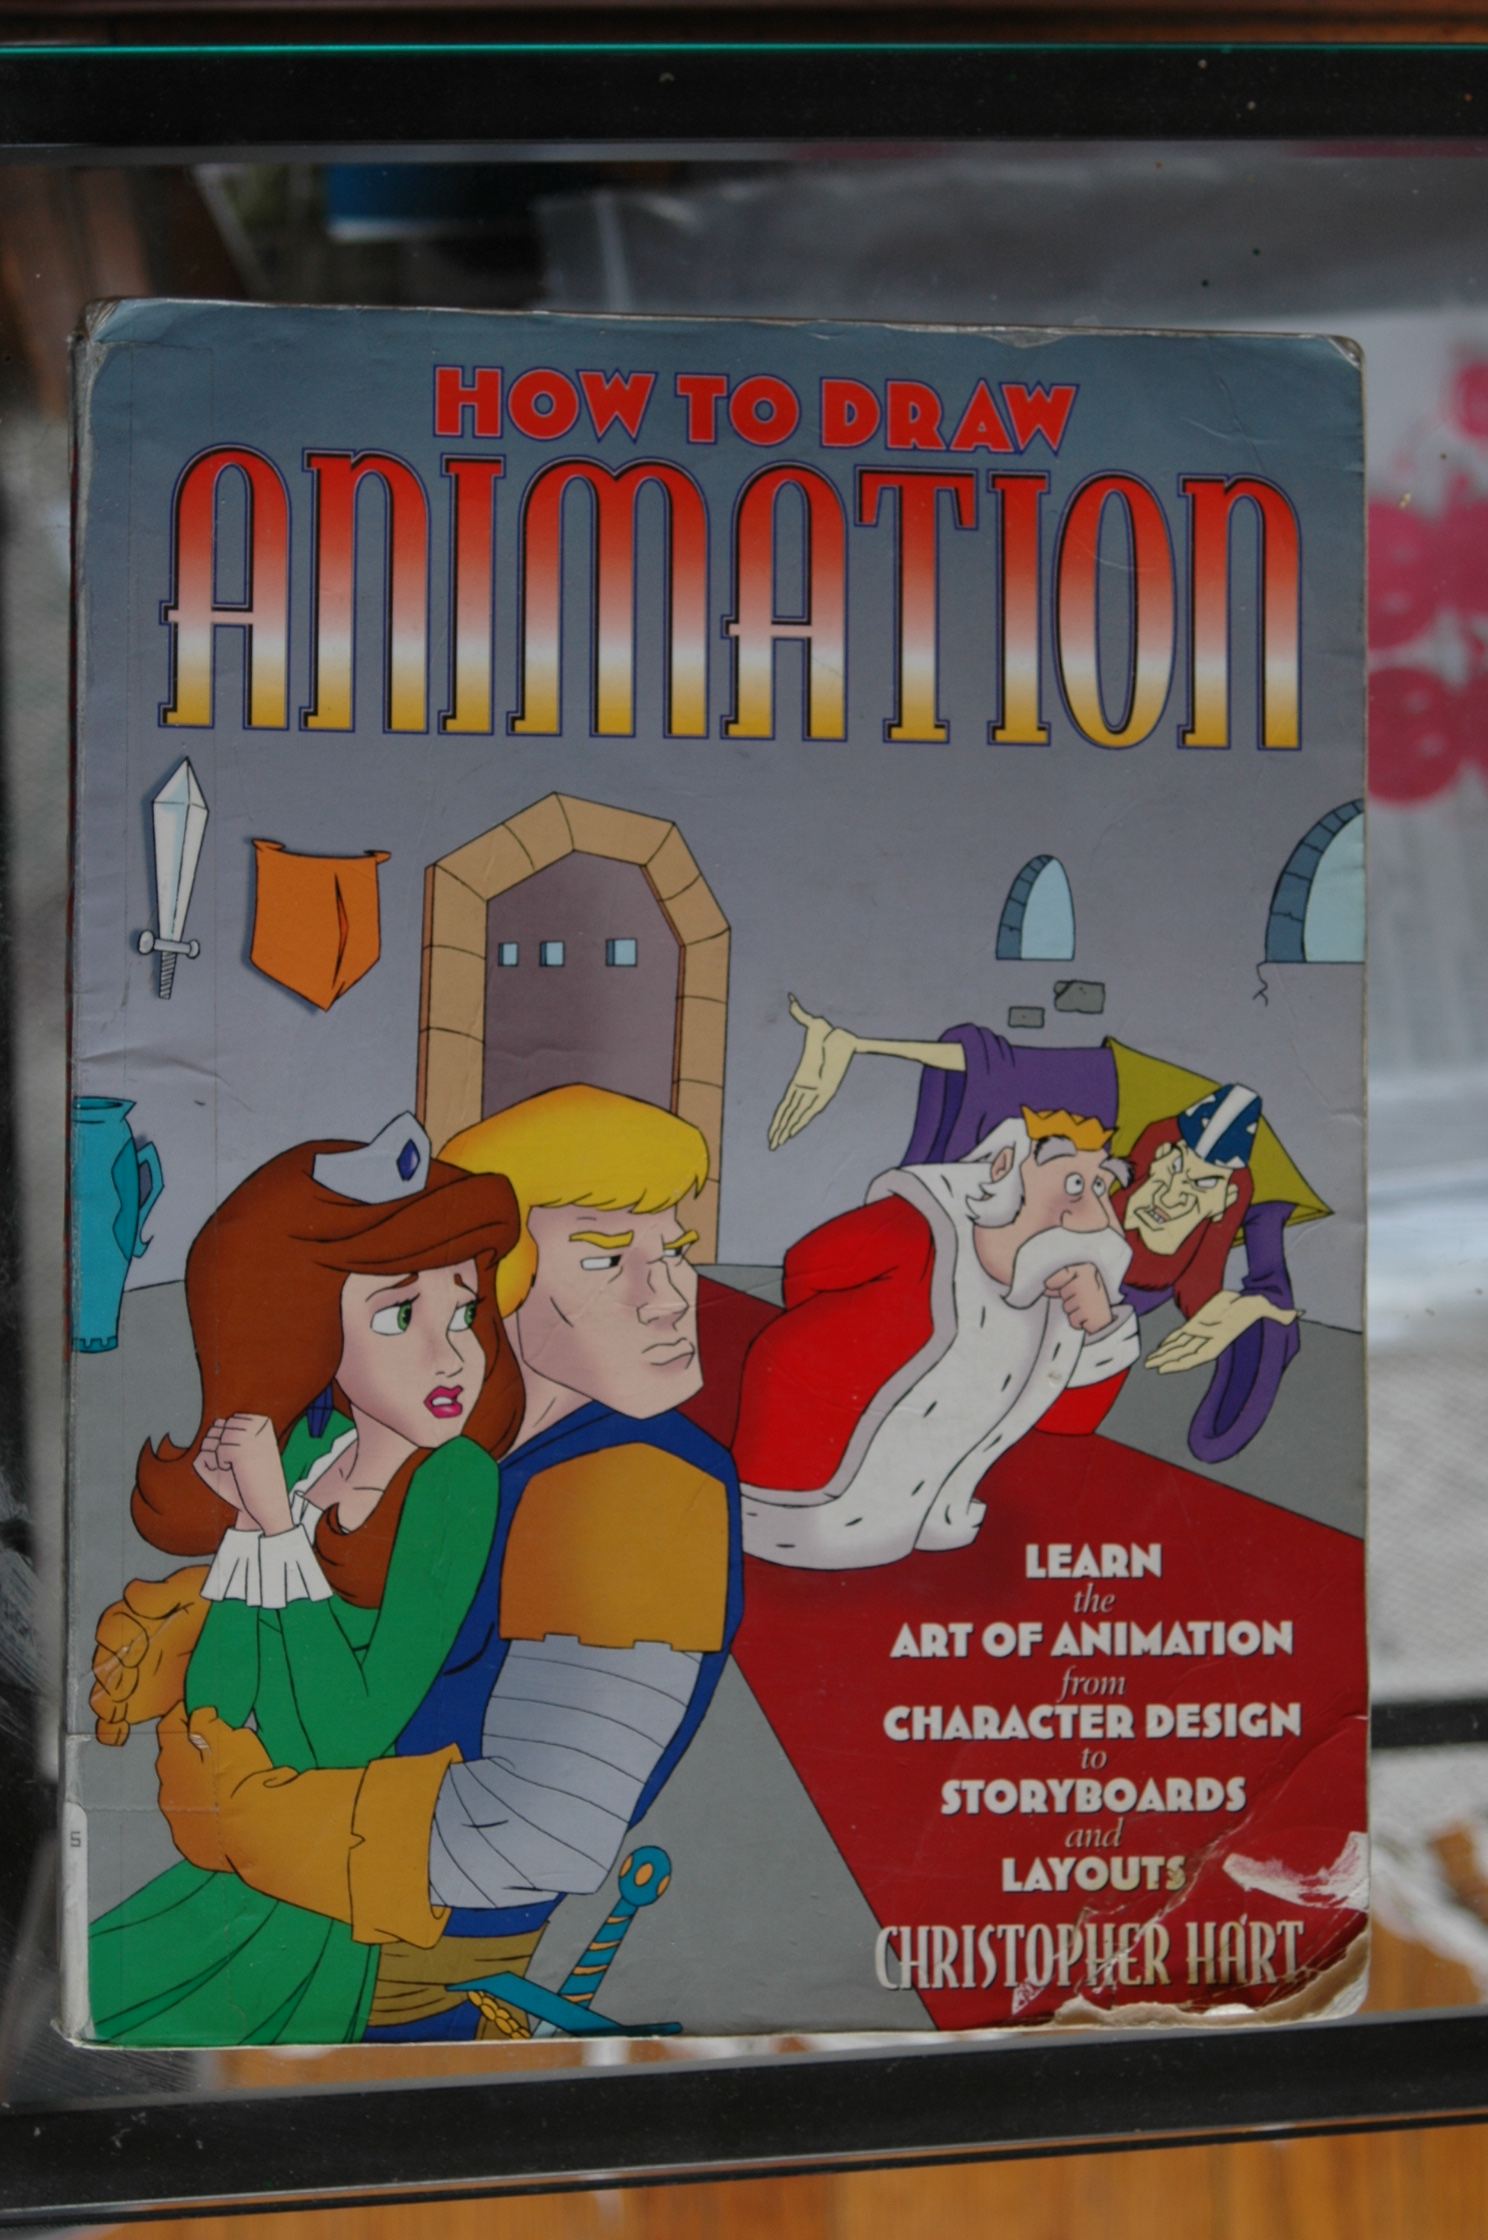 HOW TO DRAW
ANIMATION
LEARN
the
ART OF ANIMATION
from
CHARACTER DESIGN
to
STORYBOARDS
and
LAYOUTS
CHRISTOPHER HART
S